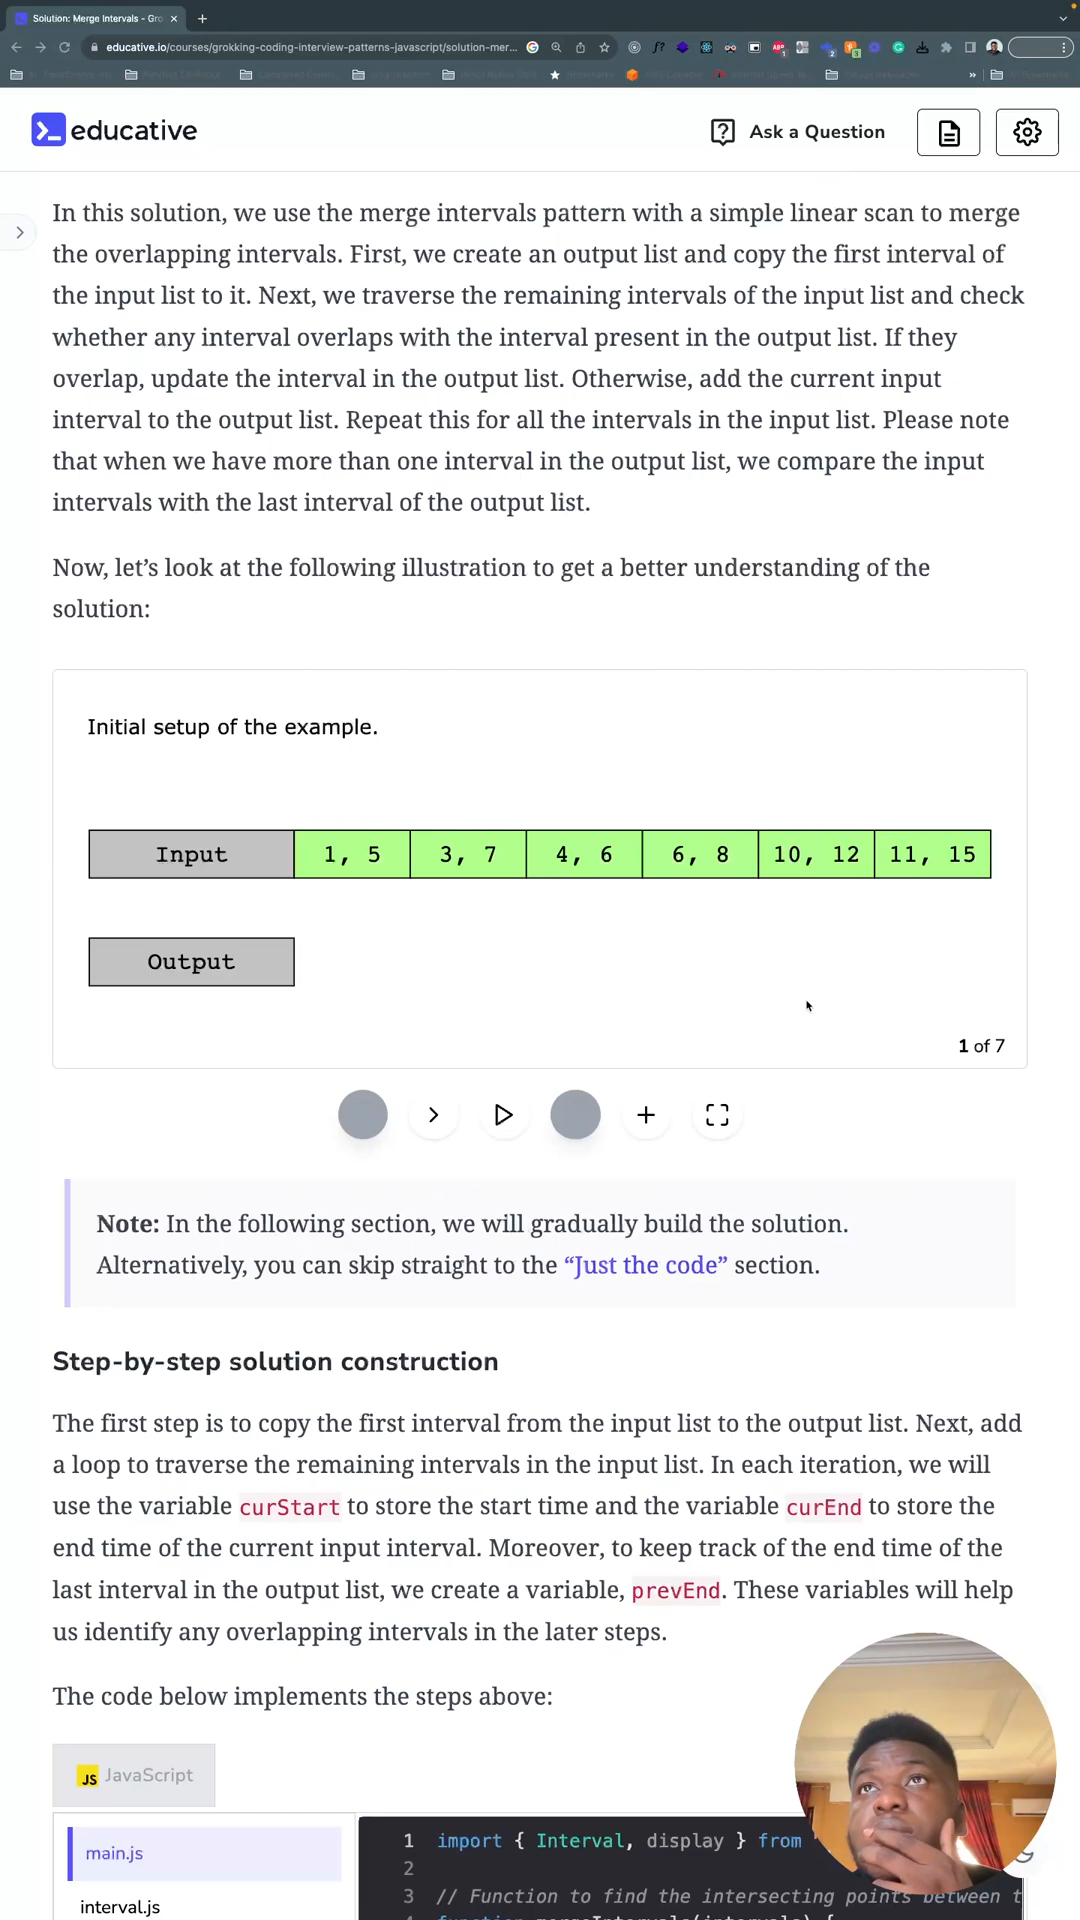 Solution: Merge Intervals - Gro
educative.io/courses/grokking-coding-interview-patterns-javascript/solution-mer...
educative
Ask a Question
In this solution, we use the merge intervals pattern with a simple linear scan to merge
the overlapping intervals. First, we create an output list and copy the first interval of
the input list to it. Next, we traverse the remaining intervals of the input list and check
whether any interval overlaps with the interval present in the output list. If they
overlap, update the interval in the output list. Otherwise, add the current input
interval to the output list. Repeat this for all the intervals in the input list. Please note
that when we have more than one interval in the output list, we compare the input
intervals with the last interval of the output list.
Now, let’s look at the following illustration to get a better understanding of the
solution:
Initial setup of the example.
Input 1, 5 3, 7 4, 6 6, 8 10, 12 11, 15
Output
1 of 7
Note: In the following section, we will gradually build the solution.
Alternatively, you can skip straight to the “Just the code” section.
Step-by-step solution construction
The first step is to copy the first interval from the input list to the output list. Next, add
a loop to traverse the remaining intervals in the input list. In each iteration, we will
use the variable curStart to store the start time and the variable curEnd to store the
end time of the current input interval. Moreover, to keep track of the end time of the
last interval in the output list, we create a variable, prevEnd. These variables will help
us identify any overlapping intervals in the later steps.
The code below implements the steps above:
JS JavaScript
main.js
interval.js
1 import { Interval, display } from
2
3 // Function to find the intersecting points between t